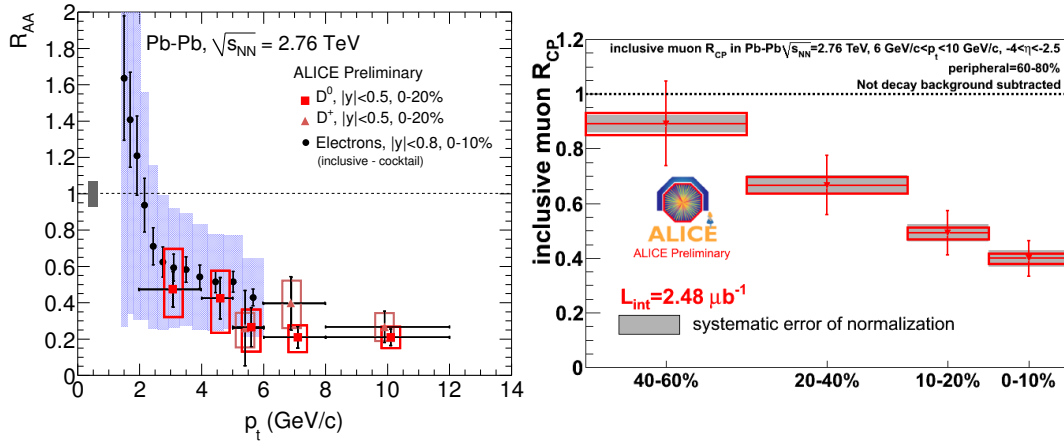 R_AA
Pb-Pb, √s_NN = 2.76 TeV
ALICE Preliminary
D⁰, |y|<0.5, 0-20%
D⁺, |y|<0.5, 0-20%
Electrons, |y|<0.8, 0-10%
(inclusive - cocktail)
2
1.8
1.6
1.4
1.2
1
0.8
0.6
0.4
0.2
0
0 2 4 6 8 10 12 14
p_t (GeV/c)
inclusive muon R_CP
inclusive muon R_CP in Pb-Pb √s_NN=2.76 TeV, 6 GeV/c<p_t<10 GeV/c, -4<η<-2.5
peripheral=60-80%
Not decay background subtracted
1.2
1
0.8
0.6
0.4
0.2
0
ALICE
ALICE Preliminary
L_int=2.48 μb⁻¹
systematic error of normalization
40-60% 20-40% 10-20% 0-10%